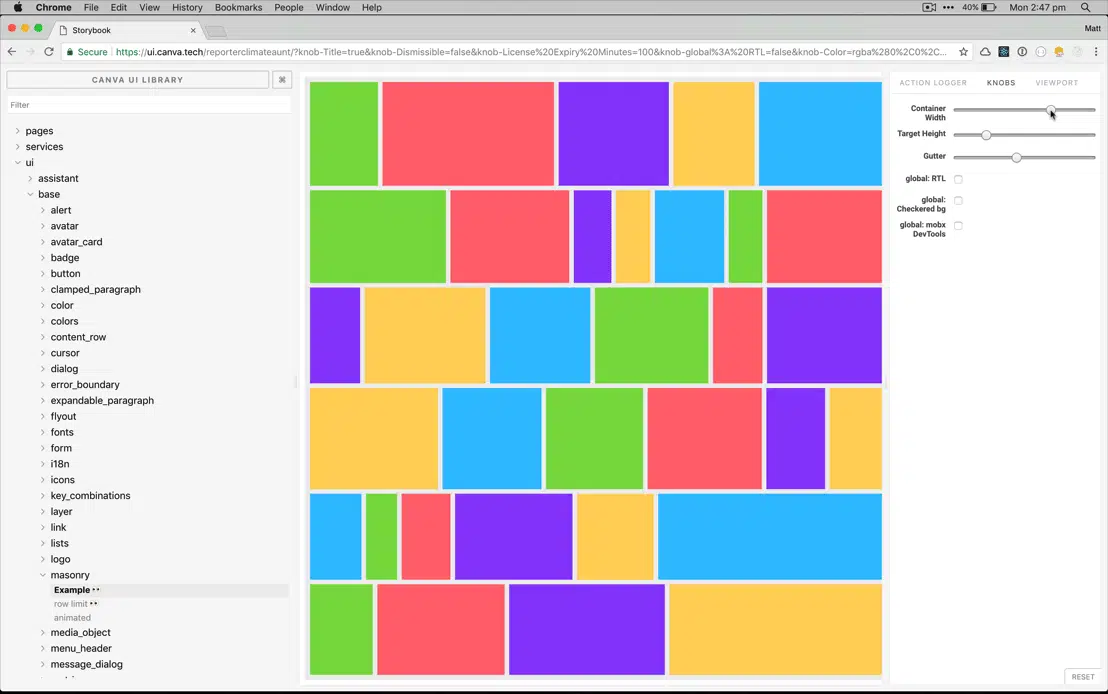 Chrome File Edit View History Bookmarks People Window Help 40% Mon 2:47 pm
Storybook Matt
Secure https://ui.canva.tech/reporterclimateaunt/?knob-Title=true&knob-Dismissible=false&knob-License%20Expiry%20Minutes=100&knob-global%3A%20RTL=false&knob-Color=rgba%280%2C0%2C...
CANVA UI LIBRARY ⌘
Filter
pages
services
ui
assistant
base
alert
avatar
avatar_card
badge
button
clamped_paragraph
color
colors
content_row
cursor
dialog
error_boundary
expandable_paragraph
flyout
fonts
form
i18n
icons
key_combinations
layer
link
lists
logo
masonry
Example
row limit
animated
media_object
menu_header
message_dialog
ACTION LOGGER KNOBS VIEWPORT
Container
Width
Target Height
Gutter
global: RTL
global:
Checkered bg
global: mobx
DevTools
RESET